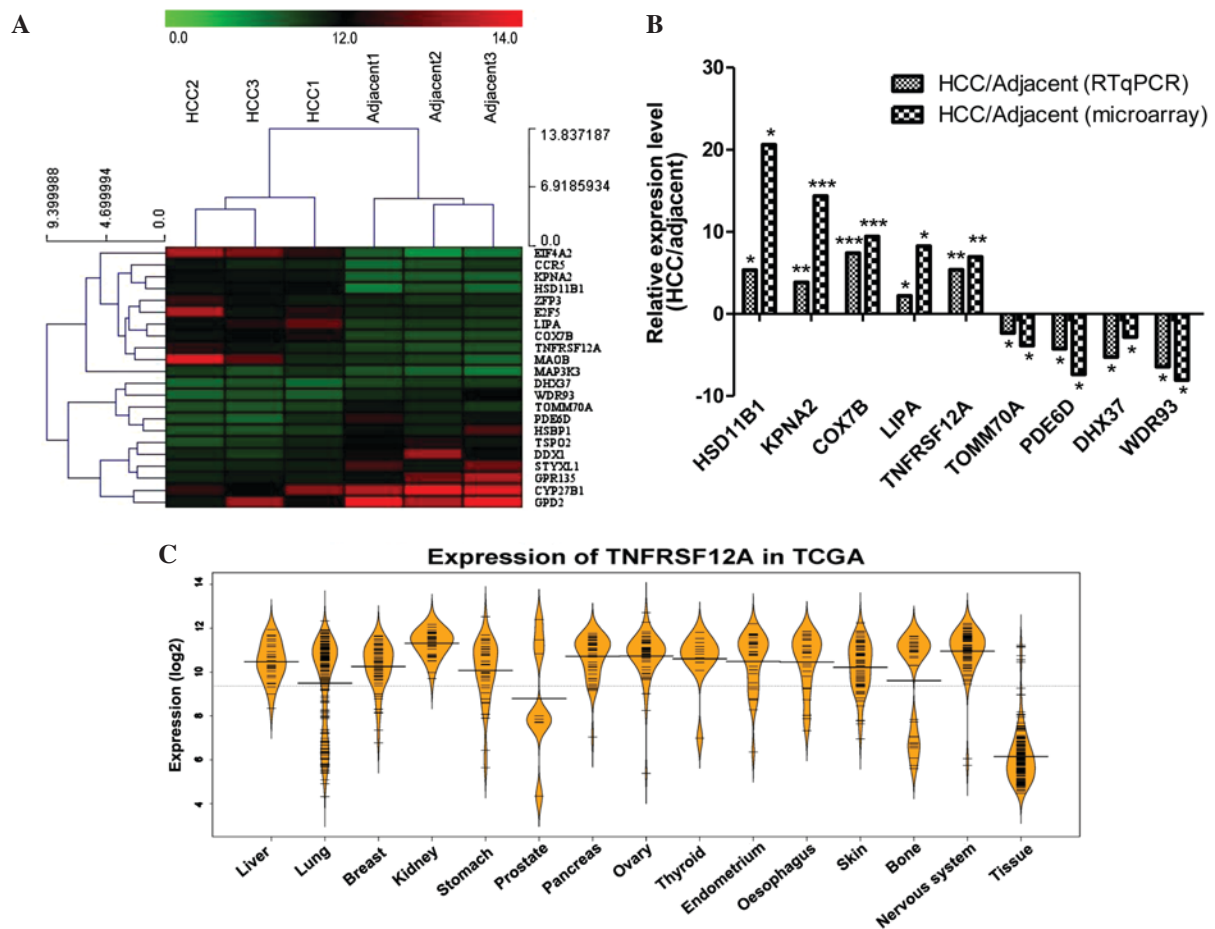 A
0.0 12.0 14.0
HCC2 HCC3 HCC1 Adjacent1 Adjacent2 Adjacent3
13.837187
6.9185934
0.0
9.399988 4.699994 0.0
EIF4A2
CCR5
KPNA2
HSD11B1
ZFP3
E2F5
LIPA
COX7B
TNFRSF12A
MAOB
MAP3K3
DHX37
WDR93
TOMM70A
PDE6D
HSBP1
TSPO2
DDX1
STYXL1
GPR135
CYP27B1
GPD2
B
Relative expression level
(HCC/adjacent)
30
20
10
0
-10
HCC/Adjacent (RTqPCR)
HCC/Adjacent (microarray)
* * ** *** *** *** * * ** **
* * * * * * * *
HSD11B1 KPNA2 COX7B LIPA TNFRSF12A TOMM70A PDE6D DHX37 WDR93
C
Expression of TNFRSF12A in TCGA
Expression (log2)
14
12
10
8
6
4
Liver Lung Breast Kidney Stomach Prostate Pancreas Ovary Thyroid Endometrium Oesophagus Skin Bone Nervous system Tissue